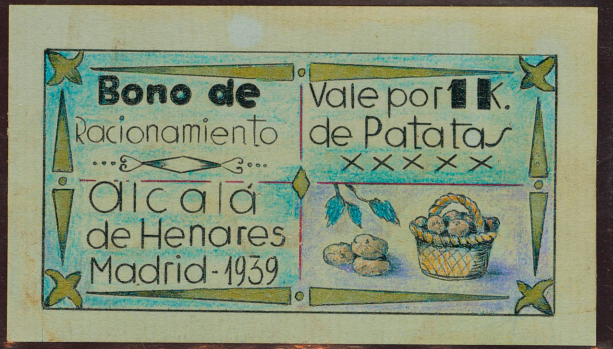 Bono de
Racionamiento
Alcalá
de Henares
Madrid-1939
Vale por 1 K.
de Patatas
XXXXX